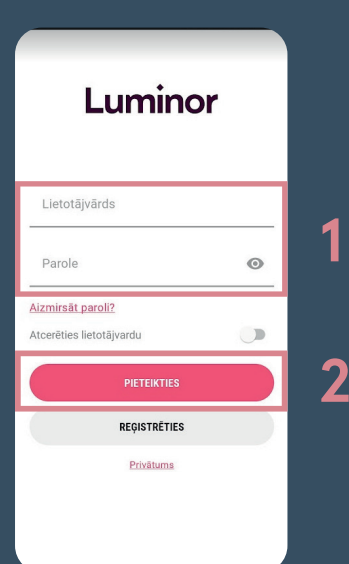 Luminor
Lietotājvārds
1
Parole
Aizmirsāt paroli?
Atcerēties lietotājvardu
2
PIETEIKTIES
REĢISTRĒTIES
Privātums